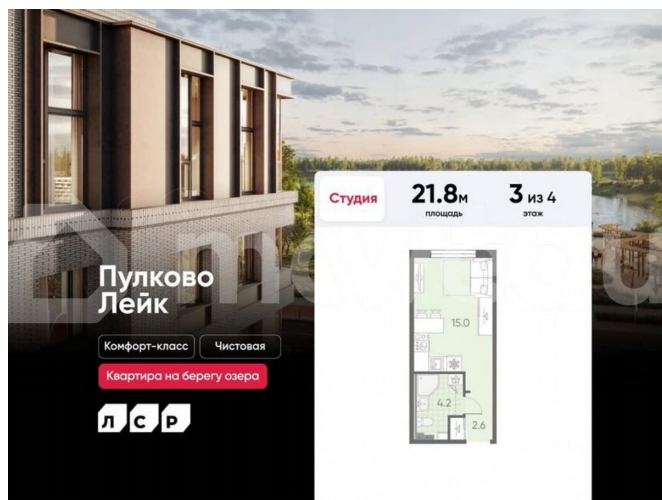 Студия
21.8м
площадь
3 из 4
этаж
Пулково
Лейк
Комфорт-класс
Чистовая
Квартира на берегу озера
ЛСР
15.0
4.2
2.6